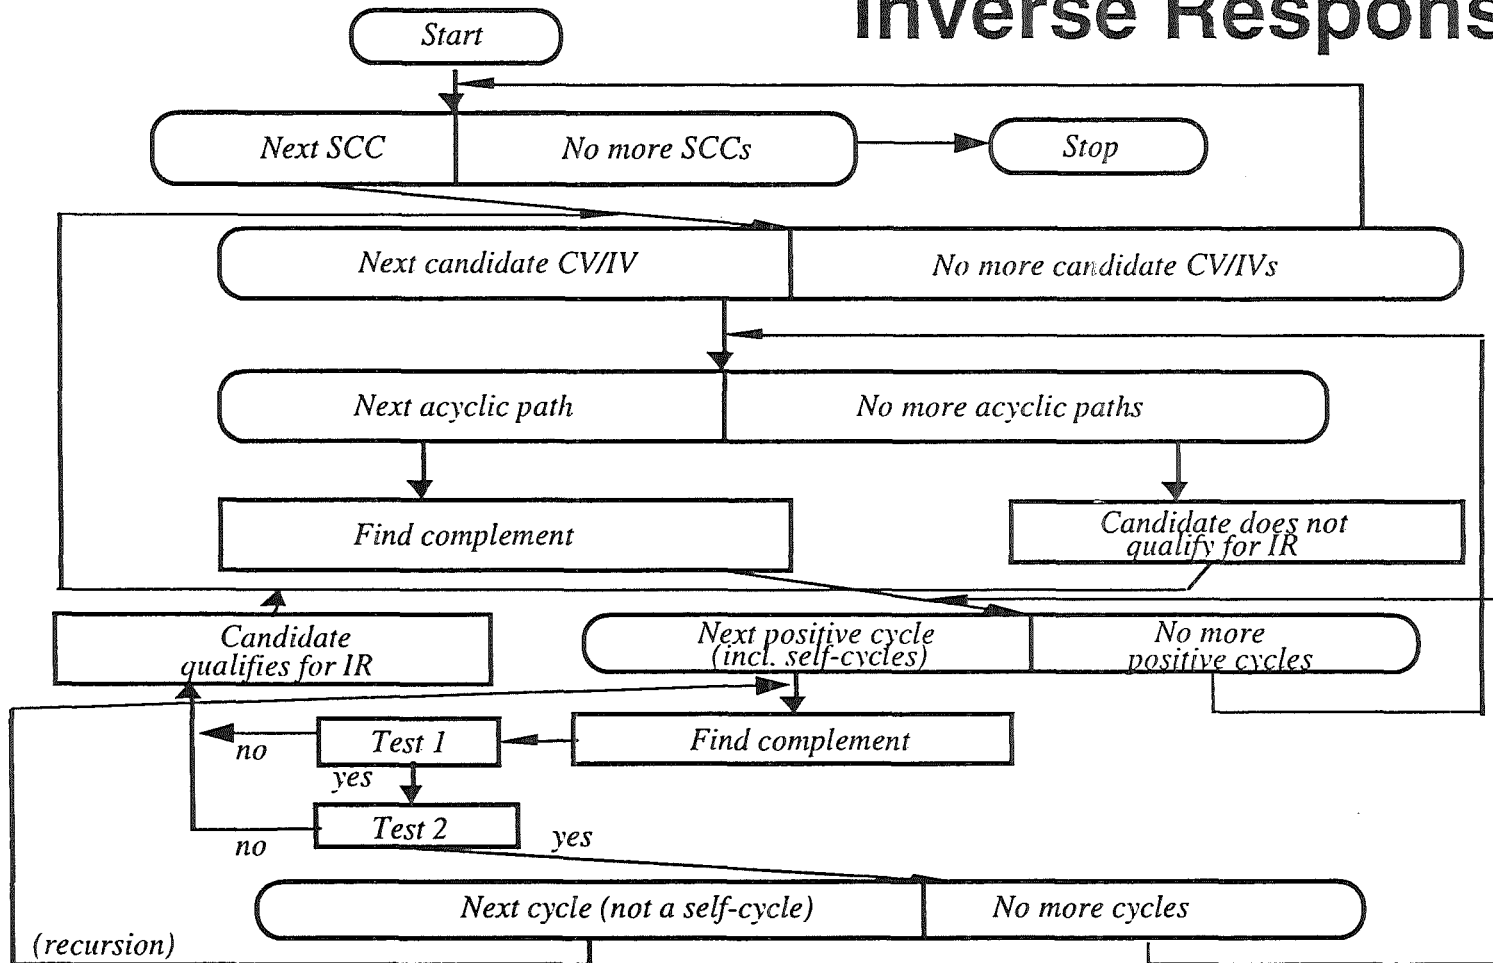 Inverse Respons
Start
Next SCC
No more SCCs
Stop
Next candidate CV/IV
No more candidate CV/IVs
Next acyclic path
No more acyclic paths
Find complement
Candidate does not
qualify for IR
Candidate
qualifies for IR
Next positive cycle
(incl. self-cycles)
No more
positive cycles
no
Test 1
Find complement
yes
Test 2
no
yes
Next cycle (not a self-cycle)
No more cycles
(recursion)